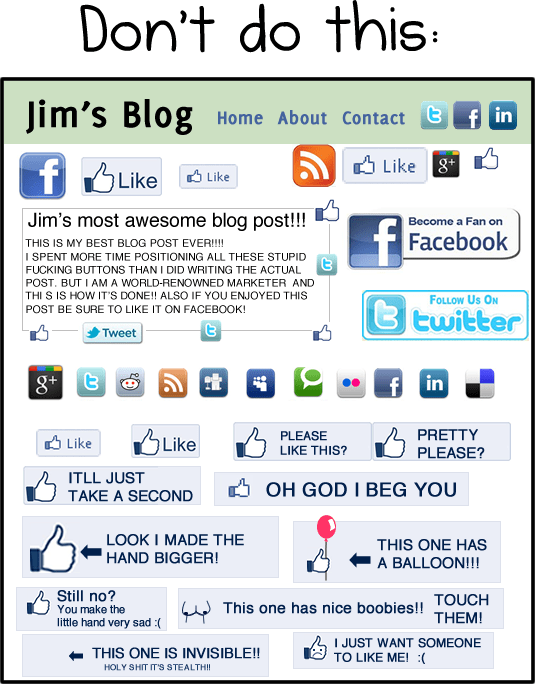 Don't do this:
Jim's Blog Home About Contact t f in
f Like Like Like g+
Jim's most awesome blog post!!!
THIS IS MY BEST BLOG POST EVER!!!!
I SPENT MORE TIME POSITIONING ALL THESE STUPID
FUCKING BUTTONS THAN I DID WRITING THE ACTUAL
POST. BUT I AM A WORLD-RENOWNED MARKETER AND
THI S IS HOW IT'S DONE!! ALSO IF YOU ENJOYED THIS
POST BE SURE TO LIKE IT ON FACEBOOK!
t
Tweet t
f Become a Fan on
Facebook
t Follow Us On
twitter
g+ t f in
Like Like
PLEASE
LIKE THIS?
PRETTY
PLEASE?
ITLL JUST
TAKE A SECOND
OH GOD I BEG YOU
LOOK I MADE THE
HAND BIGGER!
THIS ONE HAS
A BALLOON!!!
Still no?
You make the
little hand very sad :(
This one has nice boobies!! TOUCH
THEM!
THIS ONE IS INVISIBLE!!
HOLY SHIT IT'S STEALTH!!
I JUST WANT SOMEONE
TO LIKE ME! :(